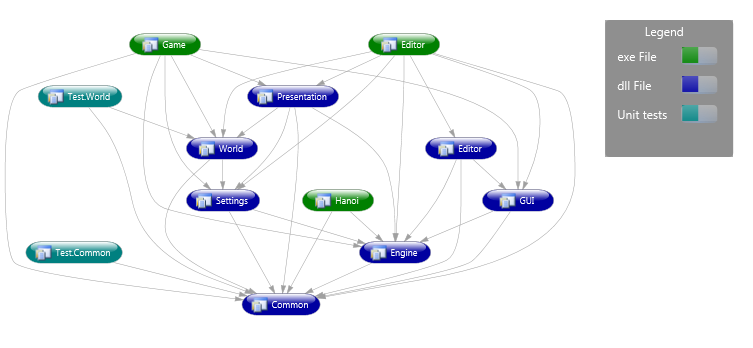 Game
Editor
Legend
exe File
dll File
Unit tests
Test.World
Presentation
World
Editor
Settings
Hanoi
GUI
Test.Common
Engine
Common